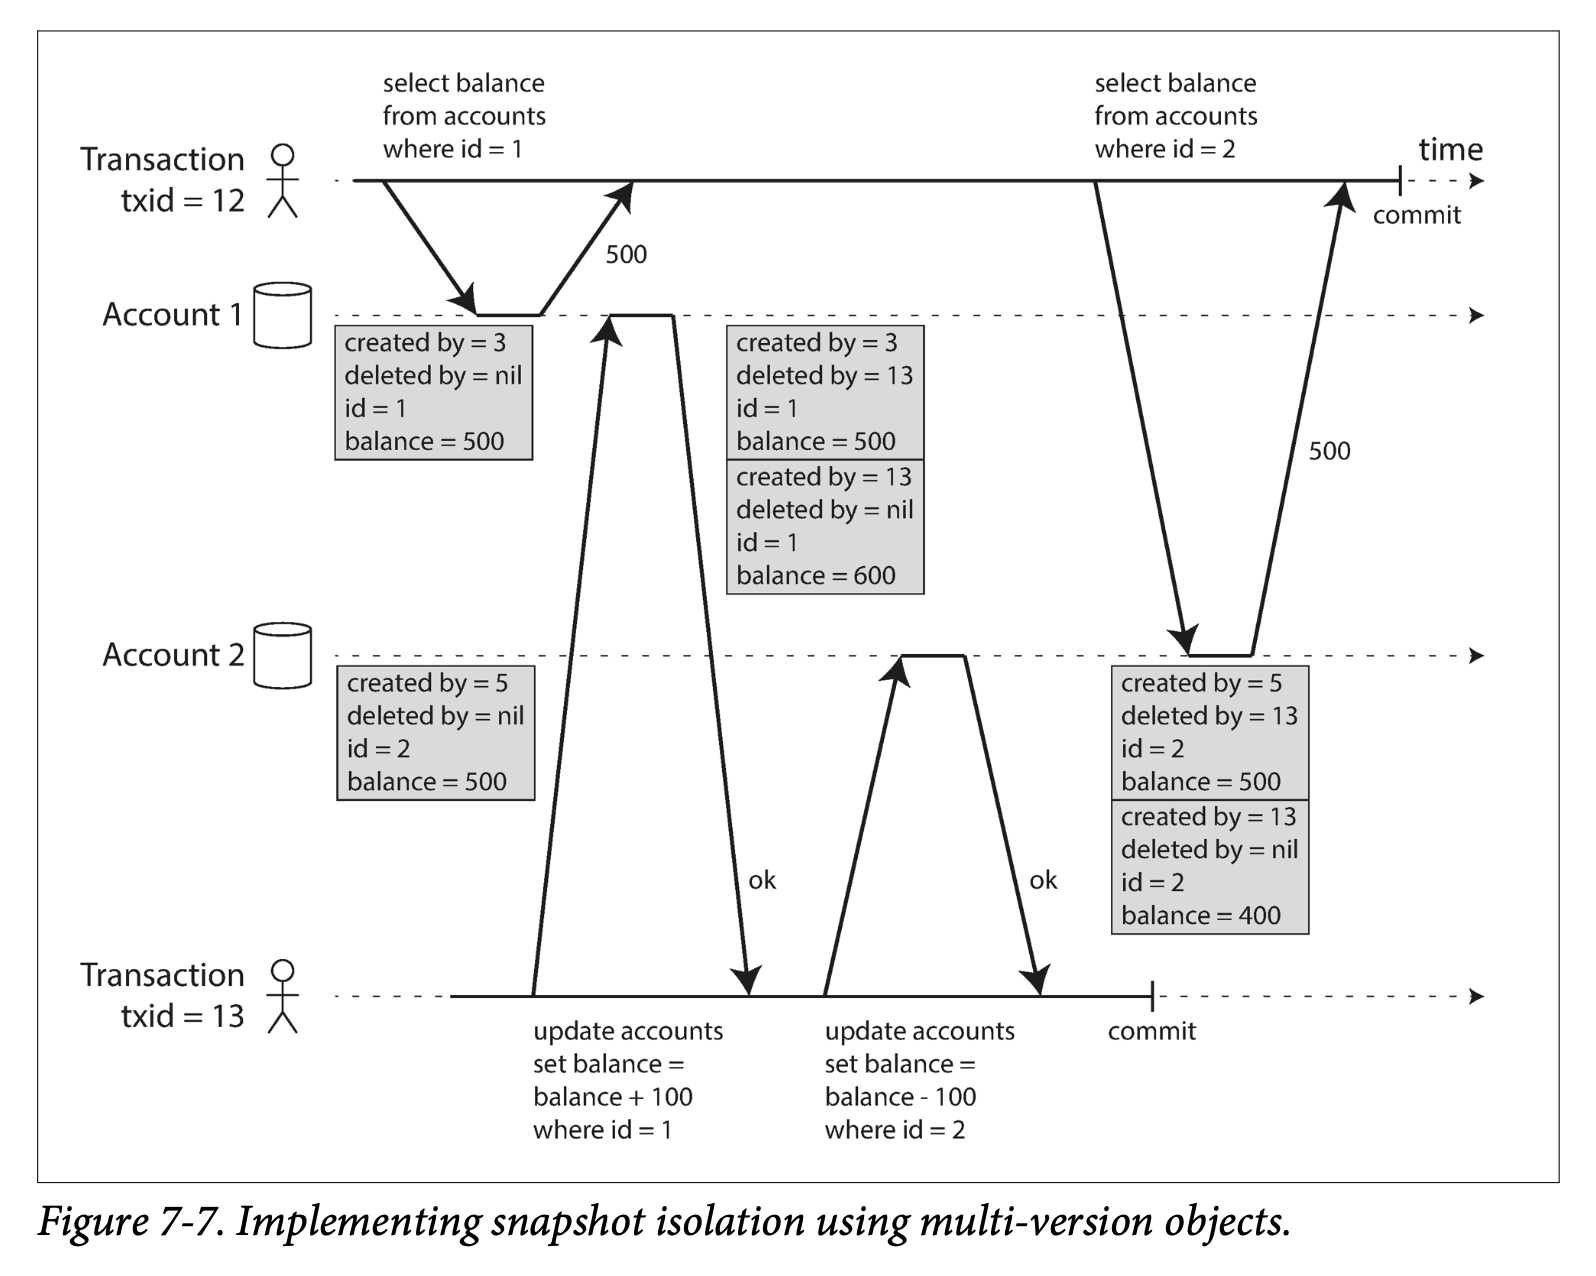 select balance
from accounts
where id = 1
select balance
from accounts
where id = 2
time
Transaction
txid = 12
commit
500
Account 1
created by = 3
deleted by = nil
id = 1
balance = 500
created by = 3
deleted by = 13
id = 1
balance = 500
created by = 13
deleted by = nil
id = 1
balance = 600
500
Account 2
created by = 5
deleted by = nil
id = 2
balance = 500
created by = 5
deleted by = 13
id = 2
balance = 500
created by = 13
deleted by = nil
id = 2
balance = 400
ok
ok
Transaction
txid = 13
update accounts
set balance =
balance + 100
where id = 1
update accounts
set balance =
balance - 100
where id = 2
commit
Figure 7-7. Implementing snapshot isolation using multi-version objects.